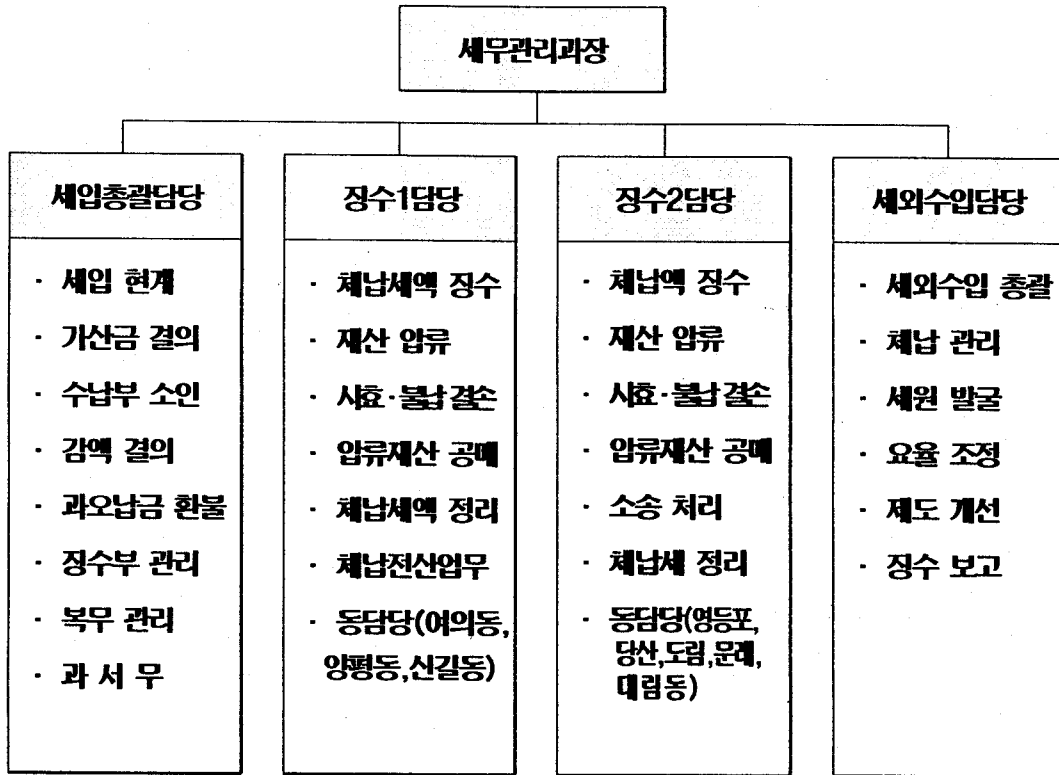 세무관리과장
세입총괄담당
· 세입 현계
· 가산금 결의
· 수납부 소인
· 감액 결의
· 과오납금 환불
· 징수부 관리
· 복무 관리
· 과 서 무
징수1담당
· 체납세액 징수
· 재산 압류
· 시효·불납결손
· 압류재산 공매
· 체납세액 정리
· 체납전산업무
· 동담당(여의동,
양평동,신길동)
징수2담당
· 체납액 징수
· 재산 압류
· 시효·불납결손
· 압류재산 공매
· 소송 처리
· 체납세 정리
· 동담당(영등포,
당산,도림,문래,
대림동)
세외수입담당
· 세외수입 총괄
· 체납 관리
· 세원 발굴
· 요율 조정
· 제도 개선
· 징수 보고